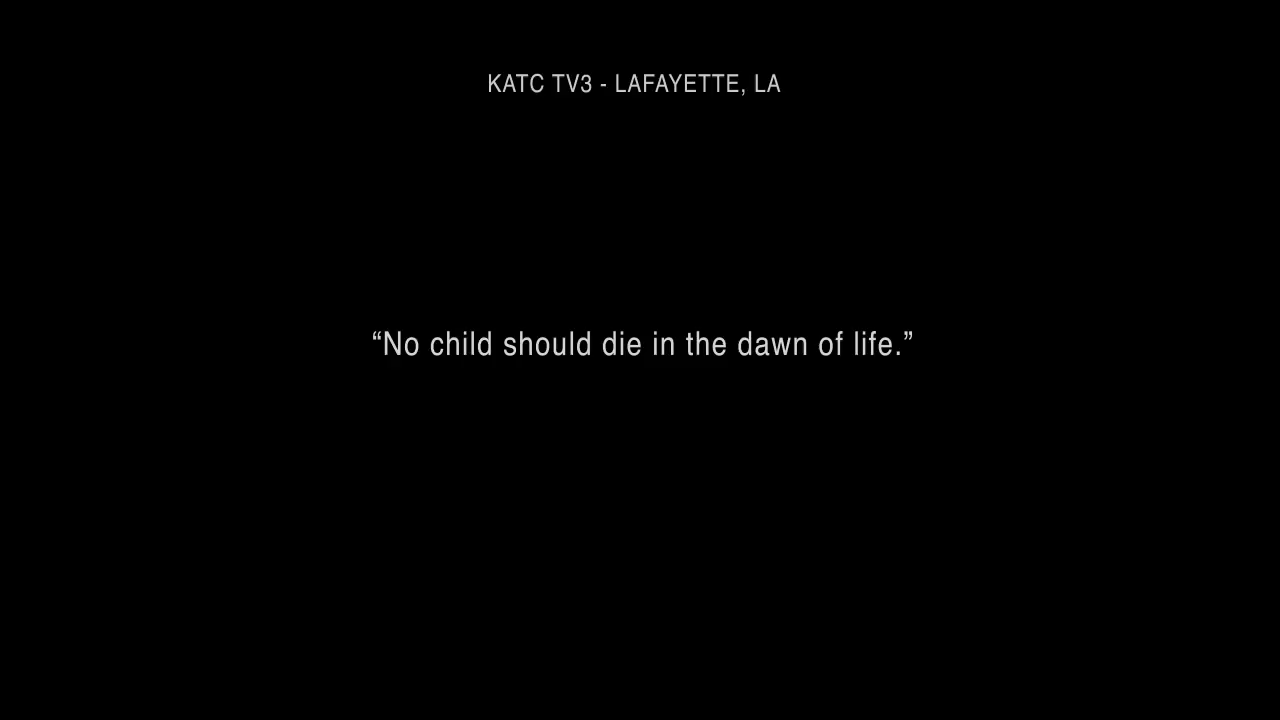 KATC TV3 - LAFAYETTE, LA
“No child should die in the dawn of life.”